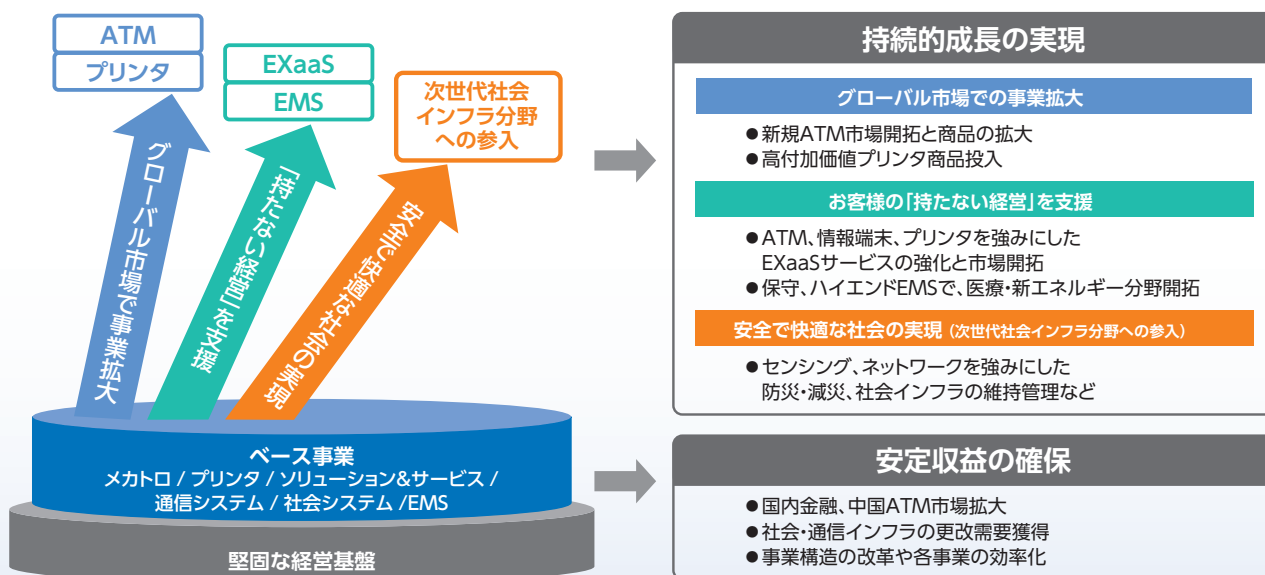 ATM
プリンタ
EXaaS
EMS
次世代社会
インフラ分野
への参入
グローバル市場で事業拡大
「持たない経営」を支援
安全で快適な社会の実現
ベース事業
メカトロ / プリンタ / ソリューション&サービス /
通信システム / 社会システム /EMS
堅固な経営基盤
持続的成長の実現
グローバル市場での事業拡大
●新規ATM市場開拓と商品の拡大
●高付加価値プリンタ商品投入
お客様の「持たない経営」を支援
●ATM、情報端末、プリンタを強みにした
EXaaSサービスの強化と市場開拓
●保守、ハイエンドEMSで、医療・新エネルギー分野開拓
安全で快適な社会の実現（次世代社会インフラ分野への参入）
●センシング、ネットワークを強みにした
防災・減災、社会インフラの維持管理など
安定収益の確保
●国内金融、中国ATM市場拡大
●社会・通信インフラの更改需要獲得
●事業構造の改革や各事業の効率化